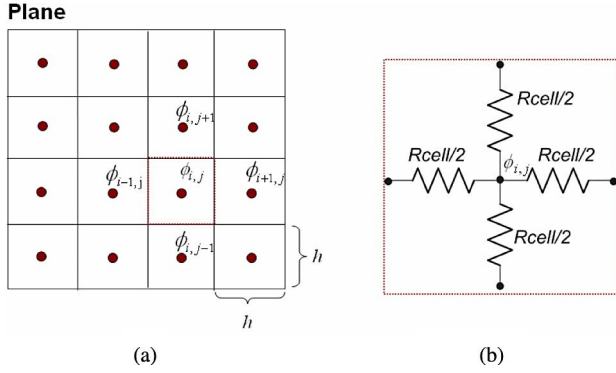 Plane
ϕi,j+1
ϕi−1,j ϕi,j ϕi+1,j
ϕi,j−1
h
h
(a)
Rcell/2
Rcell/2 ϕi,j Rcell/2
Rcell/2
(b)